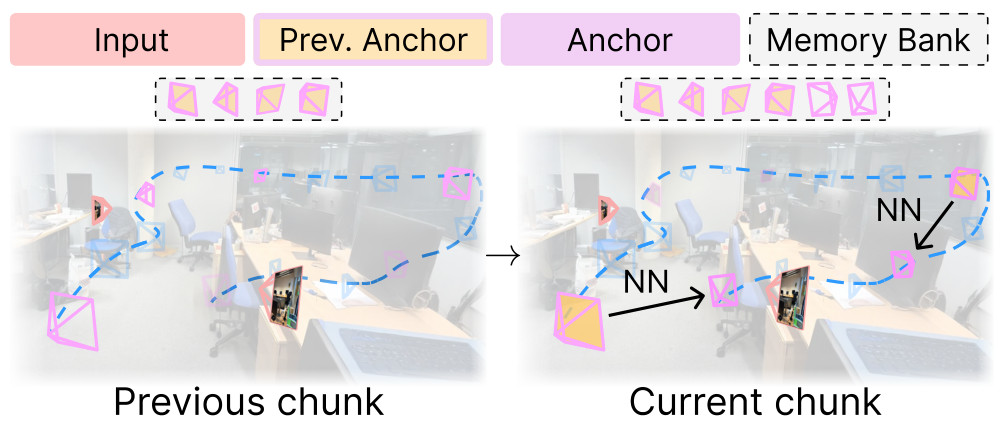 Input
Prev. Anchor
Anchor
Memory Bank
NN
NN
Previous chunk
Current chunk